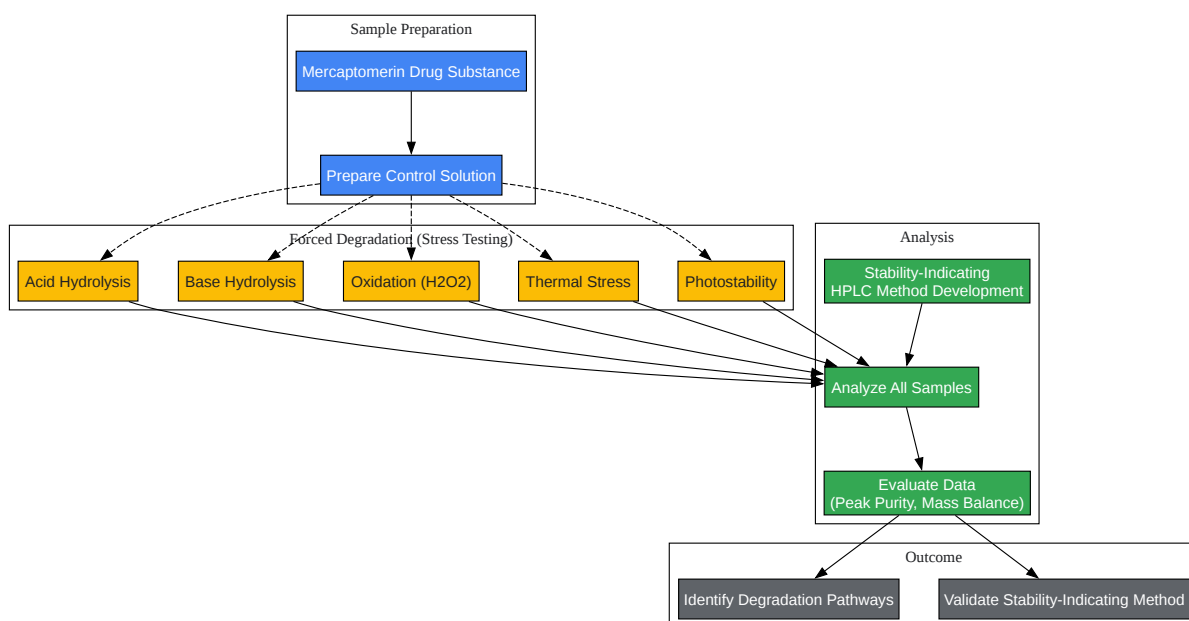 Sample Preparation
Mercaptomerin Drug Substance
Prepare Control Solution
Forced Degradation (Stress Testing)
Acid Hydrolysis
Base Hydrolysis
Oxidation (H2O2)
Thermal Stress
Photostability
Analysis
Stability-Indicating
HPLC Method Development
Analyze All Samples
Evaluate Data
(Peak Purity, Mass Balance)
Outcome
Identify Degradation Pathways
Validate Stability-Indicating Method